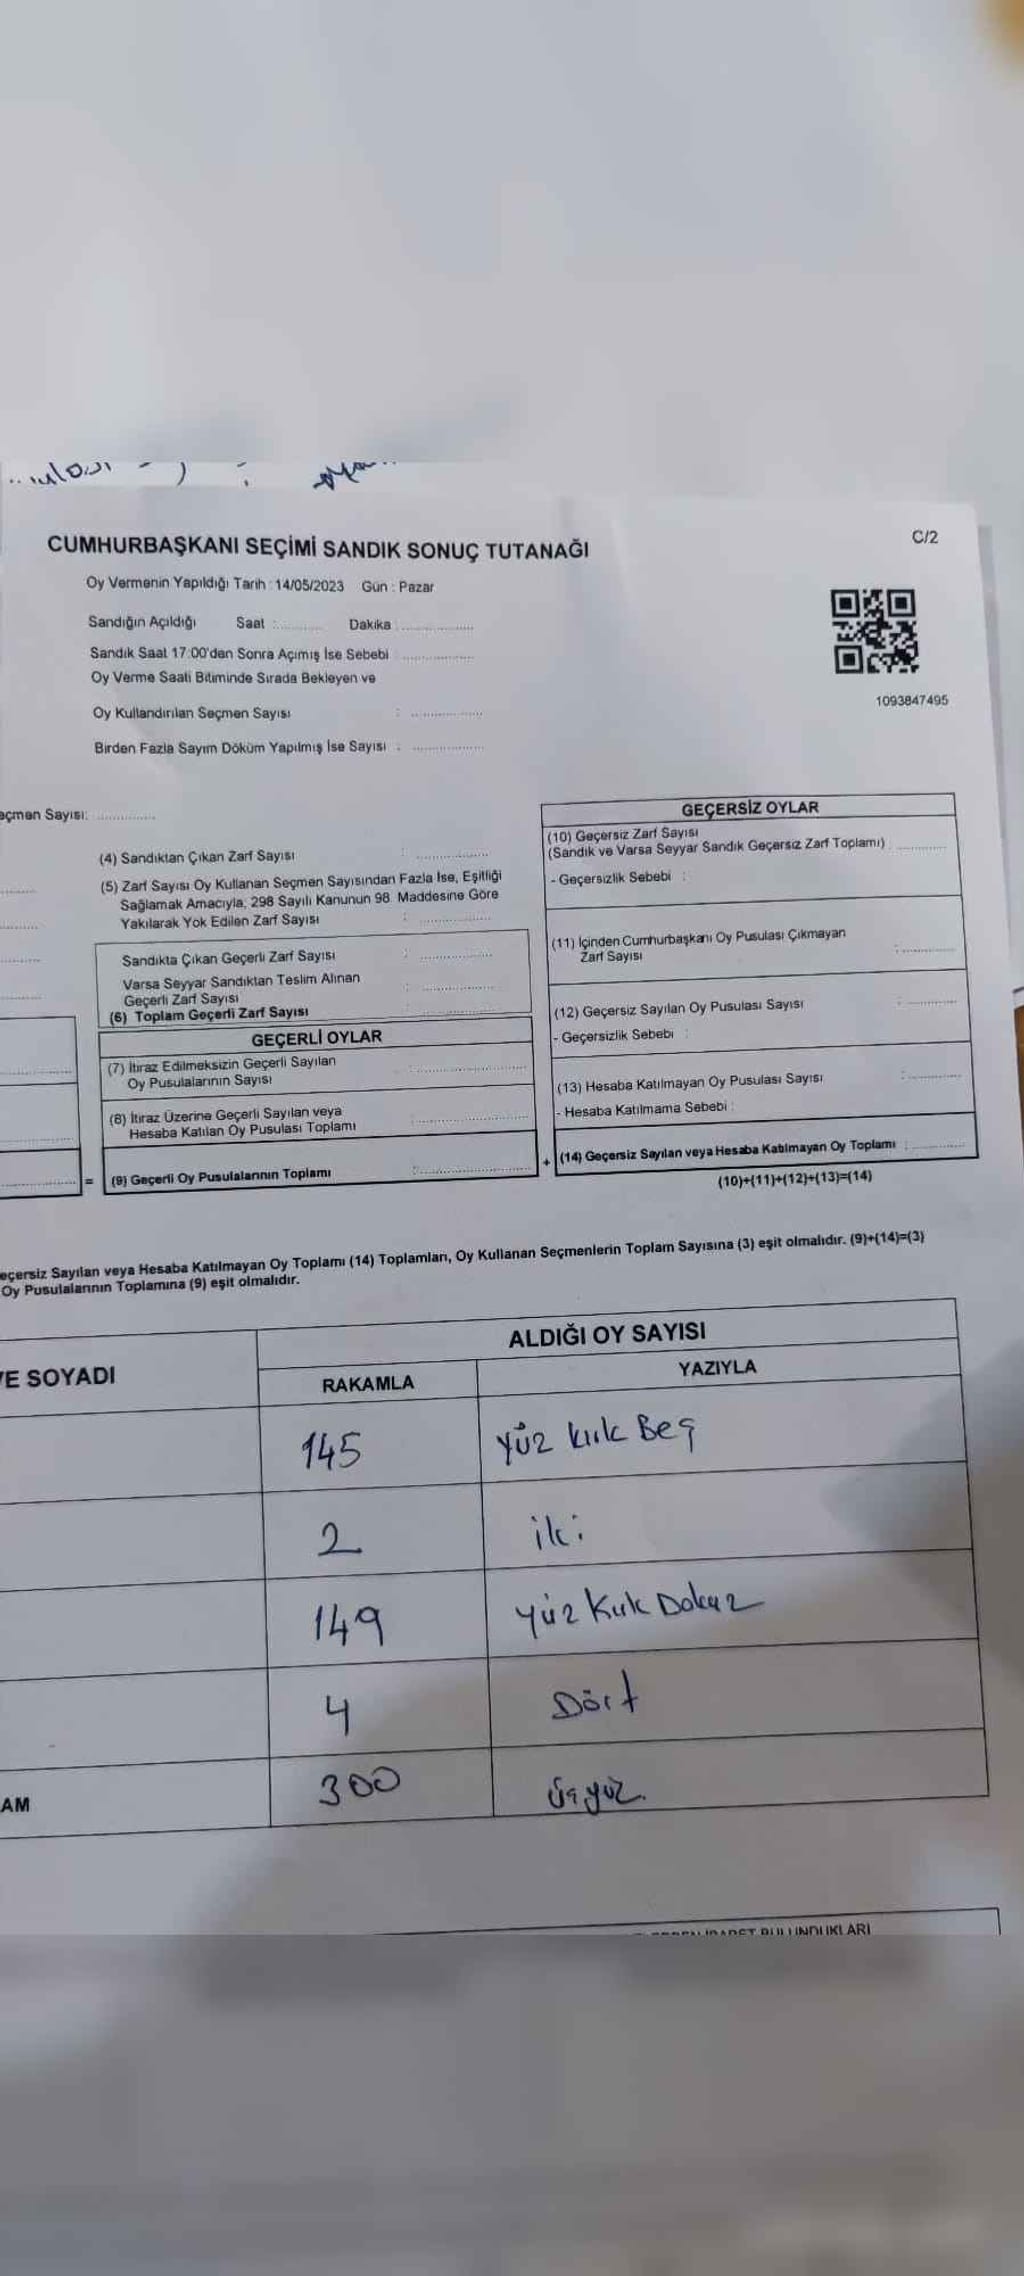 CUMHURBAŞKANI SEÇİMİ SANDIK SONUÇ TUTANAĞI
C/2
Oy Vermenin Yapıldığı Tarih : 14/05/2023 Gün : Pazar
Sandığın Açıldığı Saat :............ Dakika ..................
Sandık Saat 17:00'dan Sonra Açımış İse Sebebi ..................
Oy Verme Saati Bitiminde Sırada Bekleyen ve
Oy Kullandırılan Seçmen Sayısı : ..................
Birden Fazla Sayım Döküm Yapılmış İse Sayısı : ..................
1093847495
eçmen Sayısı: ...............
(4) Sandıktan Çıkan Zarf Sayısı : ..................
(5) Zarf Sayısı Oy Kullanan Seçmen Sayısından Fazla İse, Eşitliği
Sağlamak Amacıyla; 298 Sayılı Kanunun 98. Maddesine Göre
Yakılarak Yok Edilen Zarf Sayısı : ..................
Sandıkta Çıkan Geçerli Zarf Sayısı : ..................
Varsa Seyyar Sandıktan Teslim Alınan
Geçerli Zarf Sayısı : ..................
(6) Toplam Geçerli Zarf Sayısı : ..................
GEÇERLİ OYLAR
(7) İtiraz Edilmeksizin Geçerli Sayılan
Oy Pusulalarının Sayısı : ..................
(8) İtiraz Üzerine Geçerli Sayılan veya
Hesaba Katılan Oy Pusulası Toplamı : ..................
= (9) Geçerli Oy Pusulalarının Toplamı : ..................
GEÇERSİZ OYLAR
(10) Geçersiz Zarf Sayısı
(Sandık ve Varsa Seyyar Sandık Geçersiz Zarf Toplamı) : ............
- Geçersizlik Sebebi :
(11) İçinden Cumhurbaşkanı Oy Pusulası Çıkmayan
Zarf Sayısı : ............
(12) Geçersiz Sayılan Oy Pusulası Sayısı : ............
- Geçersizlik Sebebi :
(13) Hesaba Katılmayan Oy Pusulası Sayısı : ............
- Hesaba Katılmama Sebebi :
+ (14) Geçersiz Sayılan veya Hesaba Katılmayan Oy Toplamı : ............
(10)+(11)+(12)+(13)=(14)
eçersiz Sayılan veya Hesaba Katılmayan Oy Toplamı (14) Toplamları, Oy Kullanan Seçmenlerin Toplam Sayısına (3) eşit olmalıdır. (9)+(14)=(3)
Oy Pusulalarının Toplamına (9) eşit olmalıdır.
VE SOYADI
ALDIĞI OY SAYISI
RAKAMLA YAZIYLA
145 Yüz kırk Beş
2 iki
149 Yüz Kırk Dokuz
4 Dört
AM 300 Üçyüz.
BULUNDUKLARI